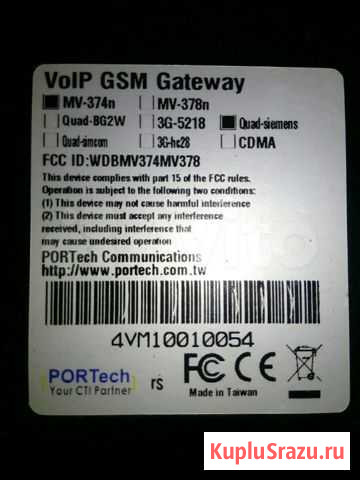 VoIP GSM Gateway
■ MV-374n □ MV-378n
□ Quad-BG2W □ 3G-5218 ■ Quad-siemens
□ Quad-simcom □ 3G-hc28 □ CDMA
FCC ID:WDBMV374MV378
This device complies with part 15 of the FCC rules.
Operation is subject to the following two conditions:
(1) This device may not cause harmful interference
(2) This device must accept any interference
received, including interference that
may cause undesired operation
PORTech Communications
http://www.portech.com.tw
4VM10010054
PORTech
Your CTI Partner
rS
FC CE
Made in Taiwan
Avito
KupluSrazu.ru
КуплюСразу.рф